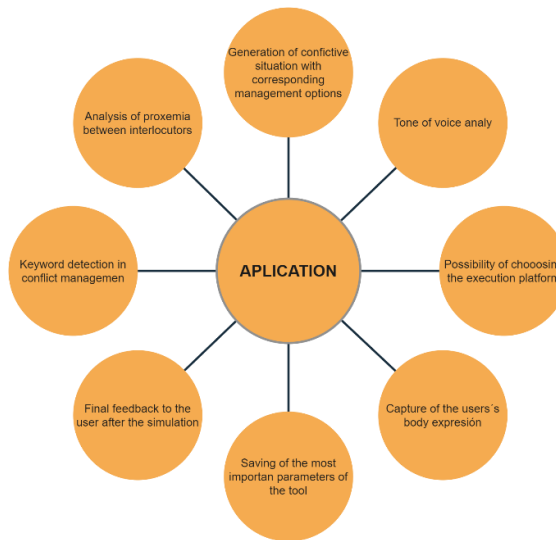 Generation of confictive
situation with
corresponding
management options
Analysis of proxemia
between interlocutors
Tone of voice analy
Keyword detection in
conflict managemen
APLICATION
Possibility of chooosin
the execution platform
Final feedback to the
user after the simulation
Capture of the users´s
body expresión
Saving of the most
importan parameters of
the tool